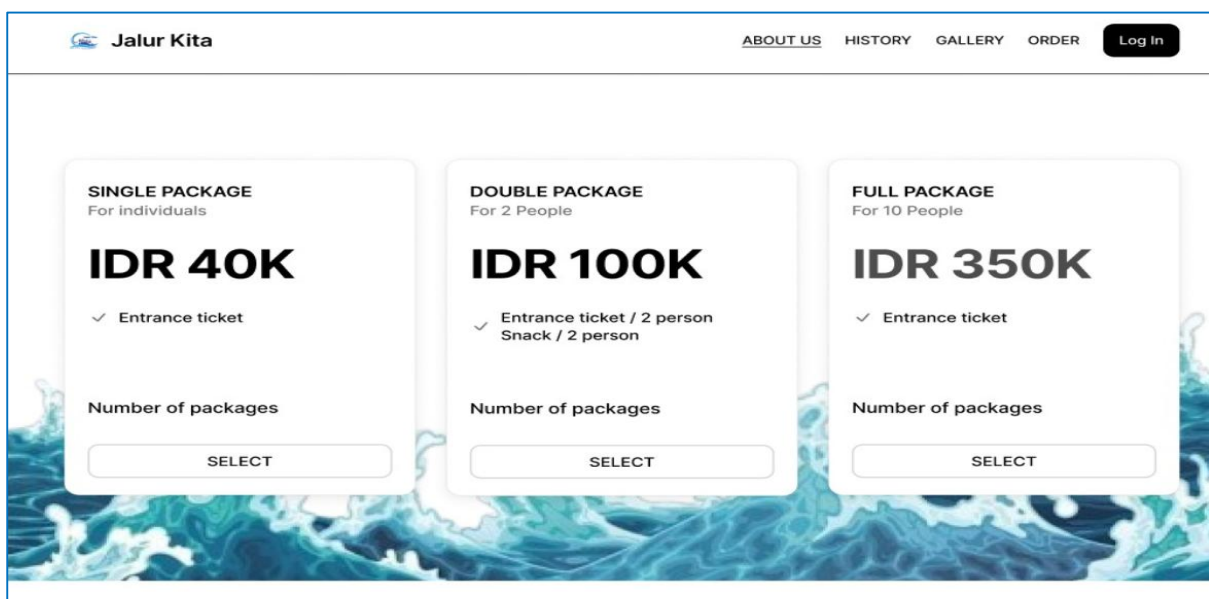 Jalur Kita
ABOUT US
HISTORY
GALLERY
ORDER
Log In
SINGLE PACKAGE
For individuals
IDR 40K
Entrance ticket
Number of packages
SELECT
DOUBLE PACKAGE
For 2 People
IDR 100K
Entrance ticket / 2 person
Snack / 2 person
Number of packages
SELECT
FULL PACKAGE
For 10 People
IDR 350K
Entrance ticket
Number of packages
SELECT